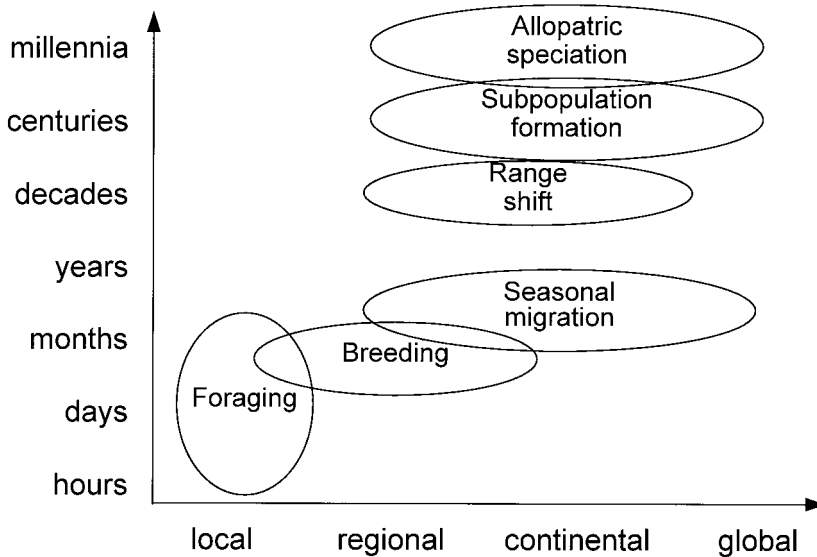 millennia
Allopatric
speciation
centuries
Subpopulation
formation
decades
Range
shift
years
Seasonal
migration
months
Breeding
Foraging
days
hours
local regional continental global